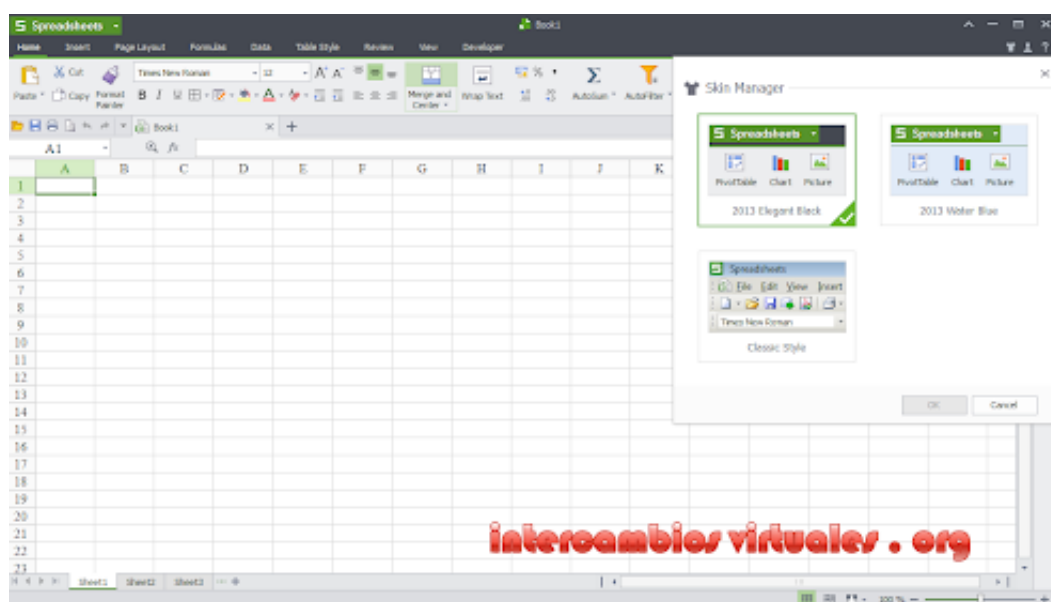 Spreadsheets
Book1
Home Insert Page Layout Formulas Data Table Style Review View Developer
Paste Cut Copy Format Painter Times New Roman 12 Merge and Center Wrap Text AutoSum AutoFilter
B I U
Book1
A1 fx
A B C D E F G H I J K
1
2
3
4
5
6
7
8
9
10
11
12
13
14
15
16
17
18
19
20
21
22
23
Sheet1 Sheet2 Sheet3
100 %
Skin Manager
Spreadsheets
PivotTable Chart Picture
2013 Elegant Black
Spreadsheets
PivotTable Chart Picture
2013 Water Blue
Spreadsheets
File Edit View Insert
Times New Roman
Classic Style
OK Cancel
intercambios virtuales . org